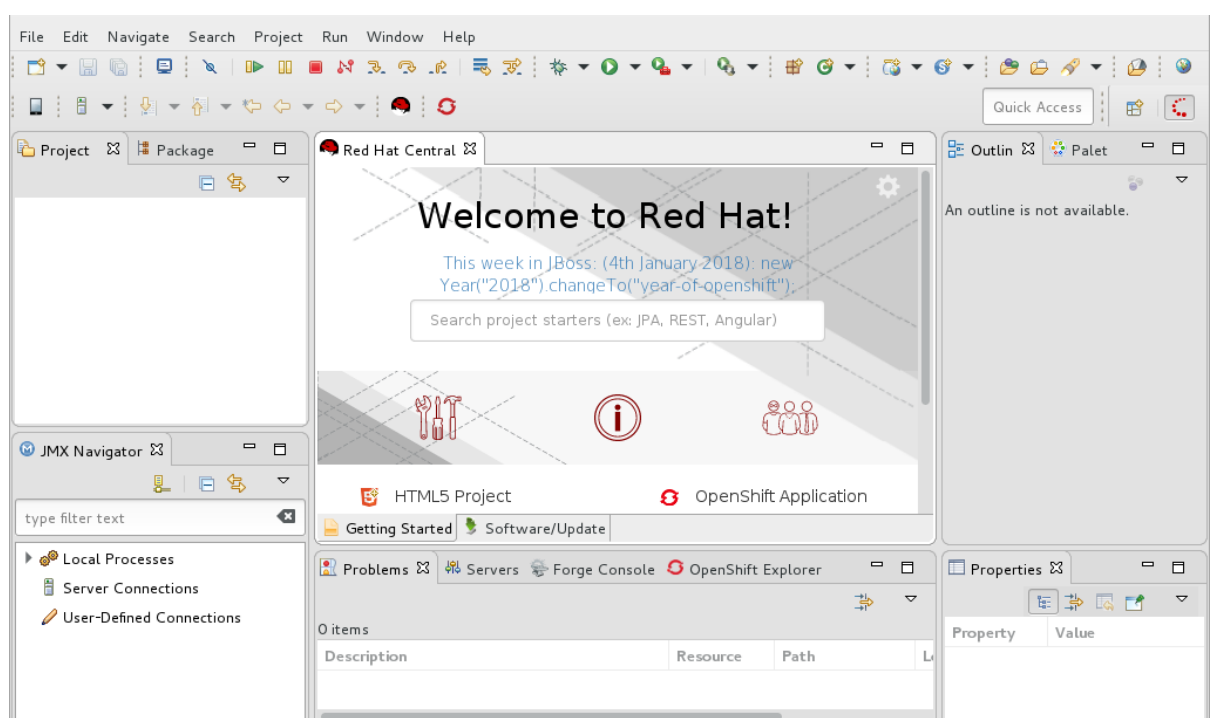 File Edit Navigate Search Project Run Window Help
Quick Access
Project Package
Red Hat Central
Outlin Palet
Welcome to Red Hat!
An outline is not available.
This week in JBoss: (4th January 2018): new
Year("2018").changeTo("year-of-openshift");
Search project starters (ex: JPA, REST, Angular)
JMX Navigator
type filter text
HTML5 Project OpenShift Application
Getting Started Software/Update
Local Processes
Server Connections
User-Defined Connections
Problems Servers Forge Console OpenShift Explorer
0 items
Description Resource Path
Properties
Property Value